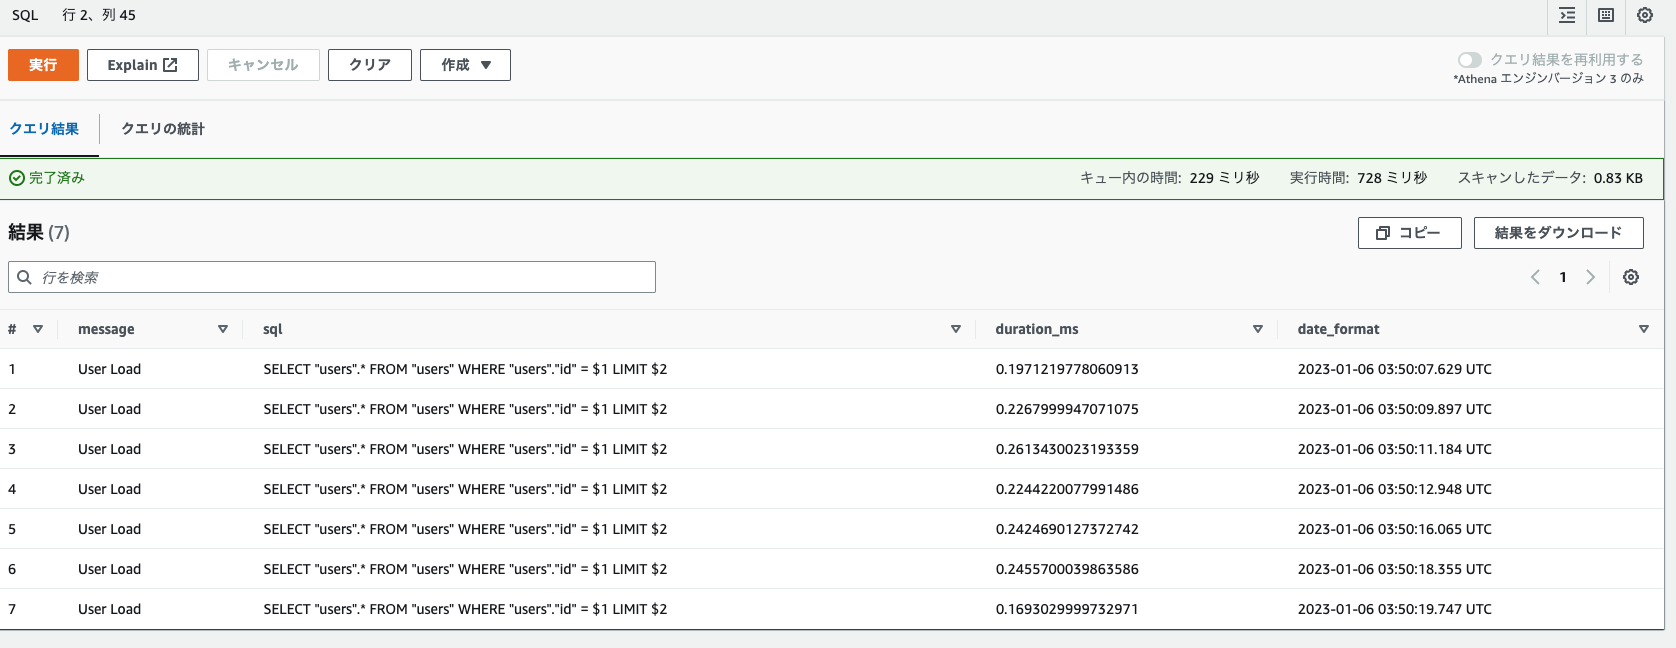 SQL 行 2、列 45
実行 Explain キャンセル クリア 作成 クエリ結果を再利用する
*Athena エンジンバージョン 3 のみ
クエリ結果 クエリの統計
完了済み キュー内の時間: 229 ミリ秒 実行時間: 728 ミリ秒 スキャンしたデータ: 0.83 KB
結果 (7) コピー 結果をダウンロード
行を検索 1
# message sql duration_ms date_format
1 User Load SELECT "users".* FROM "users" WHERE "users"."id" = $1 LIMIT $2 0.1971219778060913 2023-01-06 03:50:07.629 UTC
2 User Load SELECT "users".* FROM "users" WHERE "users"."id" = $1 LIMIT $2 0.2267999947071075 2023-01-06 03:50:09.897 UTC
3 User Load SELECT "users".* FROM "users" WHERE "users"."id" = $1 LIMIT $2 0.2613430023193359 2023-01-06 03:50:11.184 UTC
4 User Load SELECT "users".* FROM "users" WHERE "users"."id" = $1 LIMIT $2 0.2244220077991486 2023-01-06 03:50:12.948 UTC
5 User Load SELECT "users".* FROM "users" WHERE "users"."id" = $1 LIMIT $2 0.2424690127372742 2023-01-06 03:50:16.065 UTC
6 User Load SELECT "users".* FROM "users" WHERE "users"."id" = $1 LIMIT $2 0.2455700039863586 2023-01-06 03:50:18.355 UTC
7 User Load SELECT "users".* FROM "users" WHERE "users"."id" = $1 LIMIT $2 0.1693029999732971 2023-01-06 03:50:19.747 UTC